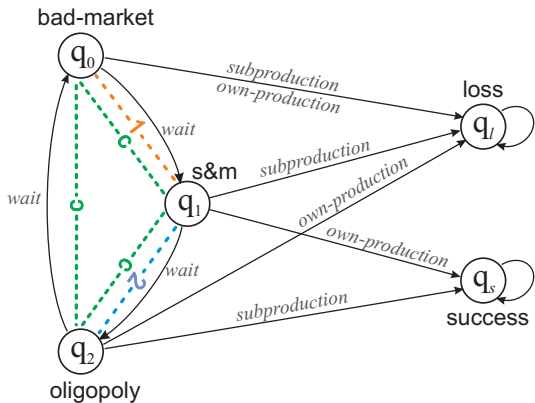 bad-market
q0
subproduction
own-production
loss
ql
1
wait
c
s&m
subproduction
q1
wait
c
own-production
own-production
c
2
wait
qs
success
subproduction
q2
oligopoly